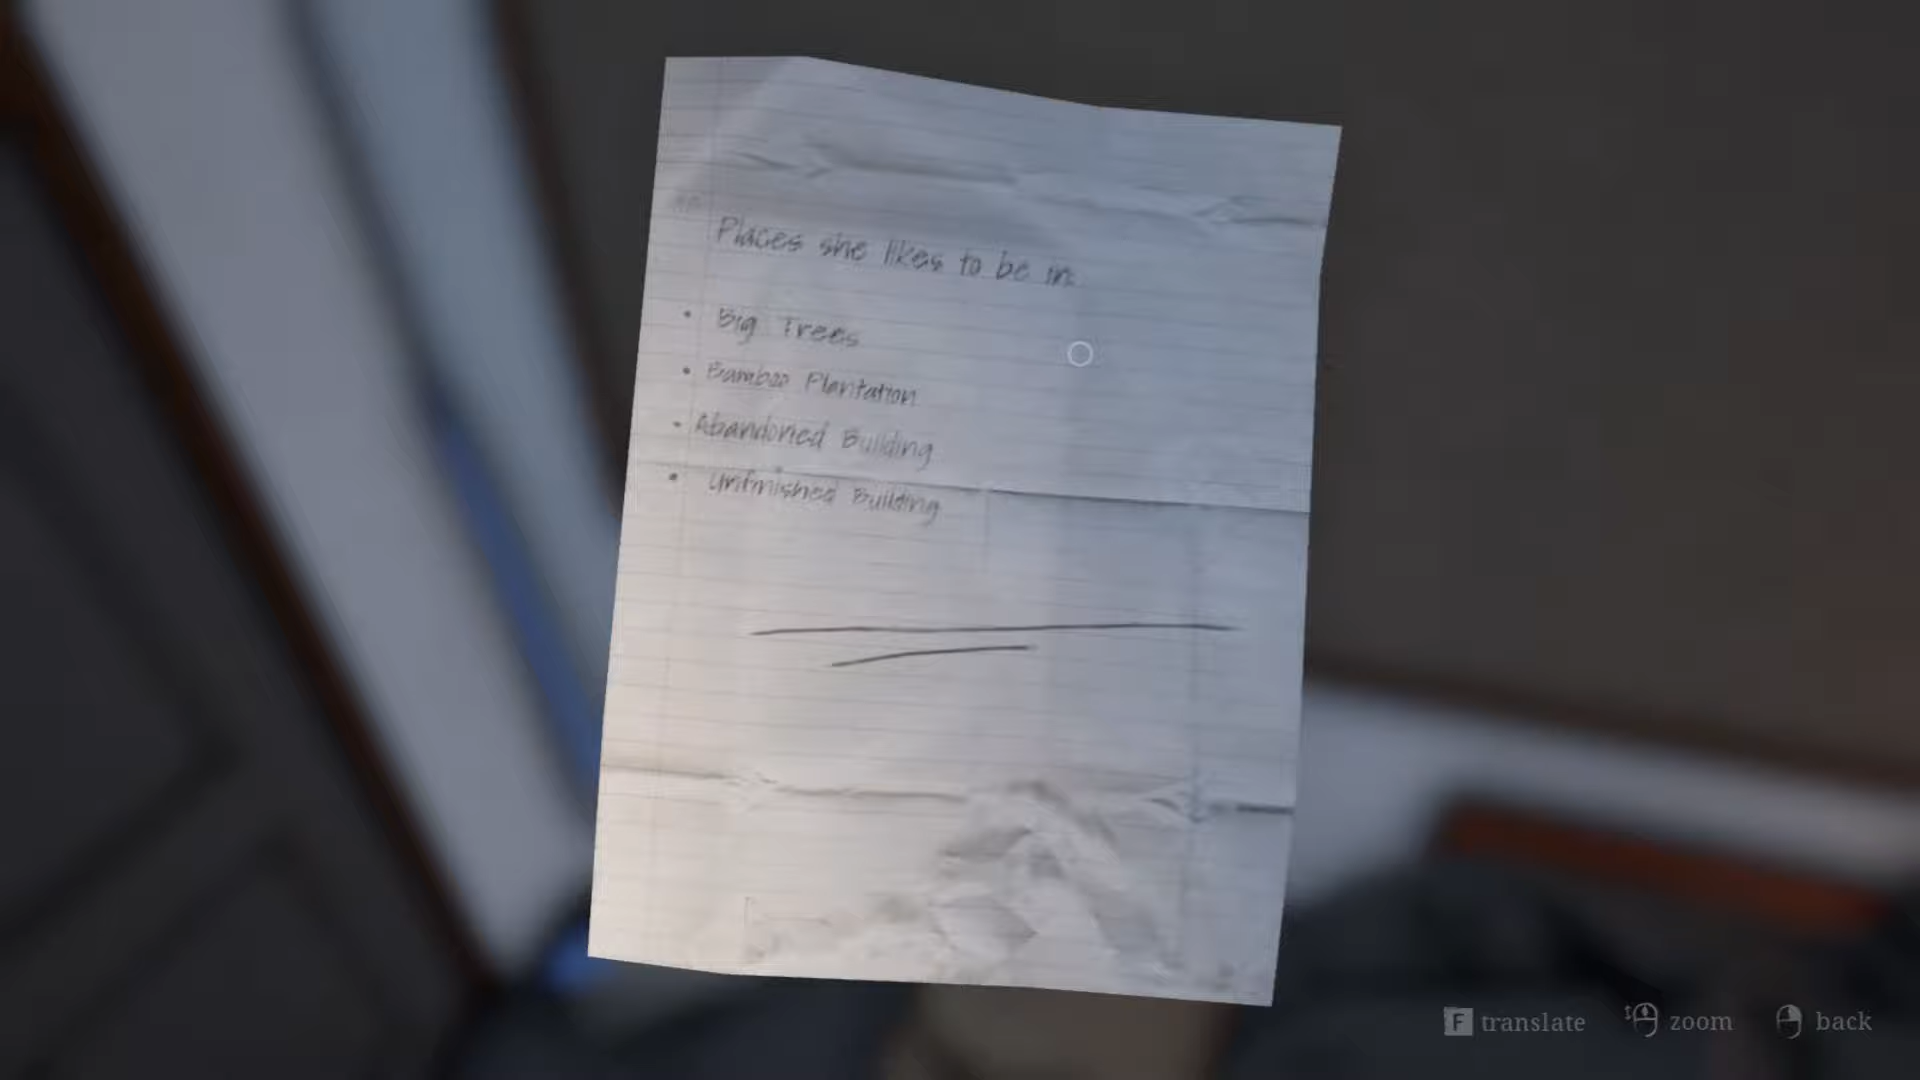 Places she likes to be in:
• Big Trees
• Bamboo Plantation
• Abandoned Building
• Unfinished Building
F translate zoom back